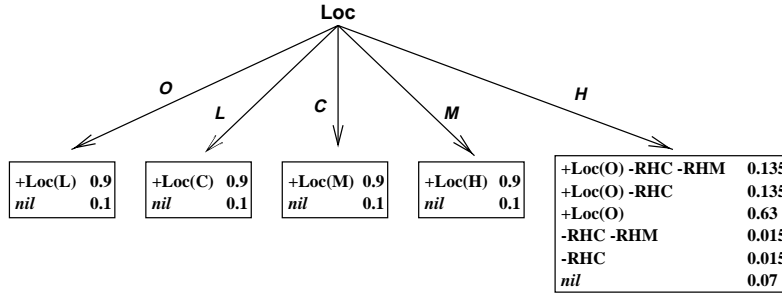 Loc
O
L
C
M
H
+Loc(L) 0.9
nil 0.1
+Loc(C) 0.9
nil 0.1
+Loc(M) 0.9
nil 0.1
+Loc(H) 0.9
nil 0.1
+Loc(O) -RHC -RHM 0.135
+Loc(O) -RHC 0.135
+Loc(O) 0.63
-RHC -RHM 0.015
-RHC 0.015
nil 0.07